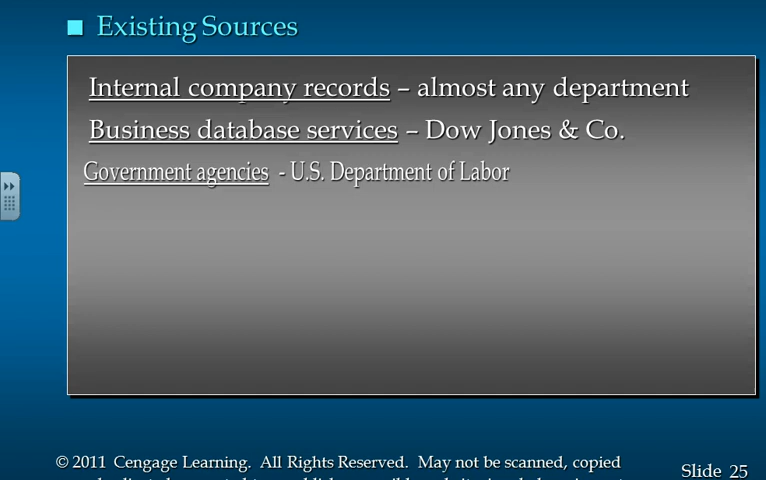 Existing Sources
Internal company records – almost any department
Business database services – Dow Jones & Co.
Government agencies - U.S. Department of Labor
© 2011 Cengage Learning. All Rights Reserved. May not be scanned, copied
Slide 25